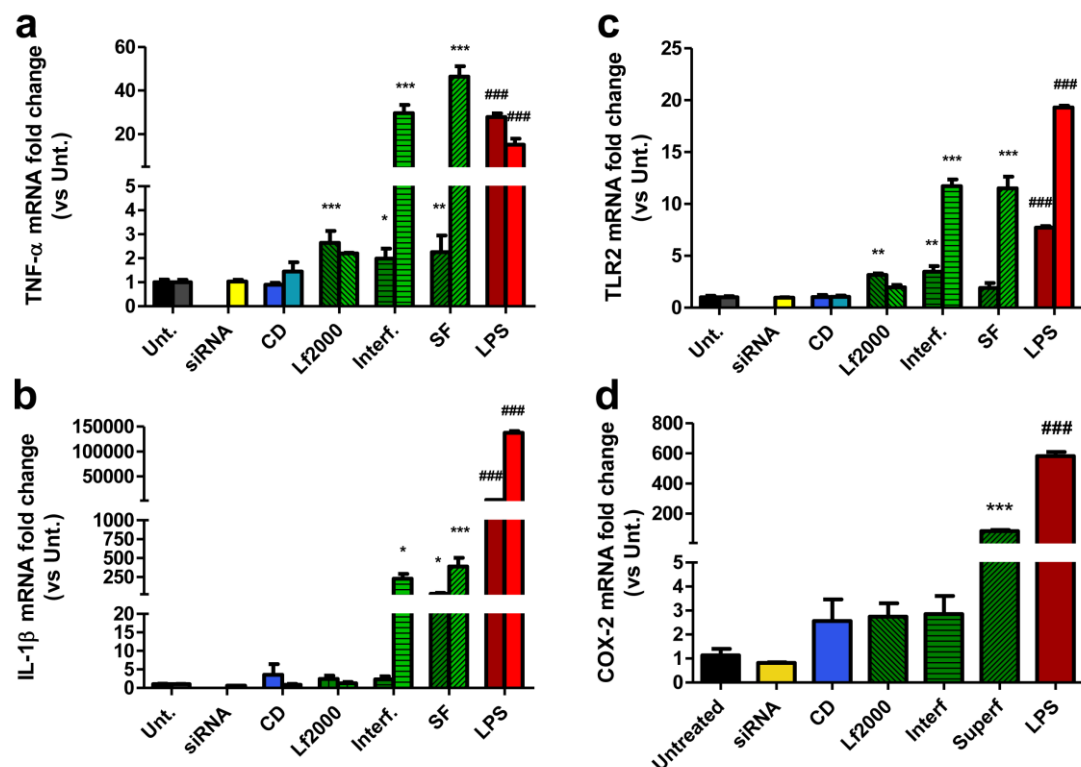 a
TNF-α mRNA fold change
(vs Unt.)
60
40
20
5
4
3
2
1
0
***
*
***
**
***
###
###
Unt.
siRNA
CD
Lf2000
Interf.
SF
LPS
c
TLR2 mRNA fold change
(vs Unt.)
25
20
15
10
5
0
**
**
***
***
###
###
Unt.
siRNA
CD
Lf2000
Interf.
SF
LPS
b
IL-1β mRNA fold change
(vs Unt.)
150000
100000
50000
1000
750
500
250
20
15
10
5
0
*
*
***
###
###
Unt.
siRNA
CD
Lf2000
Interf.
SF
LPS
d
COX-2 mRNA fold change
(vs Unt.)
800
600
400
200
5
4
3
2
1
0
***
###
Untreated
siRNA
CD
Lf2000
Interf
Superf
LPS